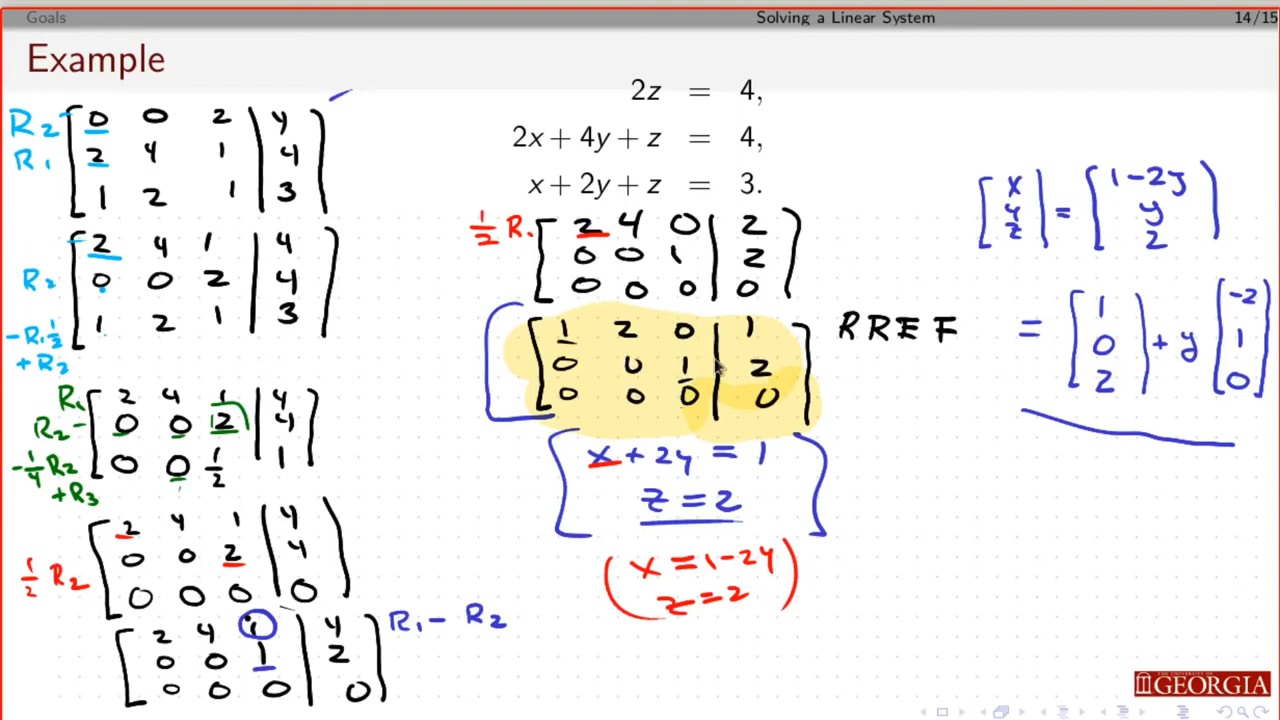 Goals
Solving a Linear System
14/15
Example
2z = 4,
2x + 4y + z = 4,
x + 2y + z = 3.
R2 [ 0 0 2 | 4
R1 2 4 1 | 4
1 2 1 | 3 ]
[ 2 4 1 | 4
R2 0 0 2 | 4
1 2 1 | 3 ]
-R1 1/2
+ R2
R1 [ 2 4 1 | 4
R2 - 0 0 2 | 4
-1/4 R2 0 0 1/2 | 1 ]
+ R3
[ 2 4 1 | 4
0 0 2 | 4
1/2 R2
0 0 0 | 0 ]
[ 2 4 1 | 4
0 0 1 | 2
0 0 0 | 0 ]
R1 - R2
1/2 R1 [ 2 4 0 | 2
0 0 1 | 2
0 0 0 | 0 ]
[ 1 2 0 | 1
0 0 1 | 2
0 0 0 | 0 ]
RREF
x + 2y = 1
z = 2
( x = 1 - 2y
z = 2 )
[ x y z ] = [ 1-2y y 2 ]
= [ 1 0 2 ] + y [ -2 1 0 ]
THE UNIVERSITY OF
GEORGIA